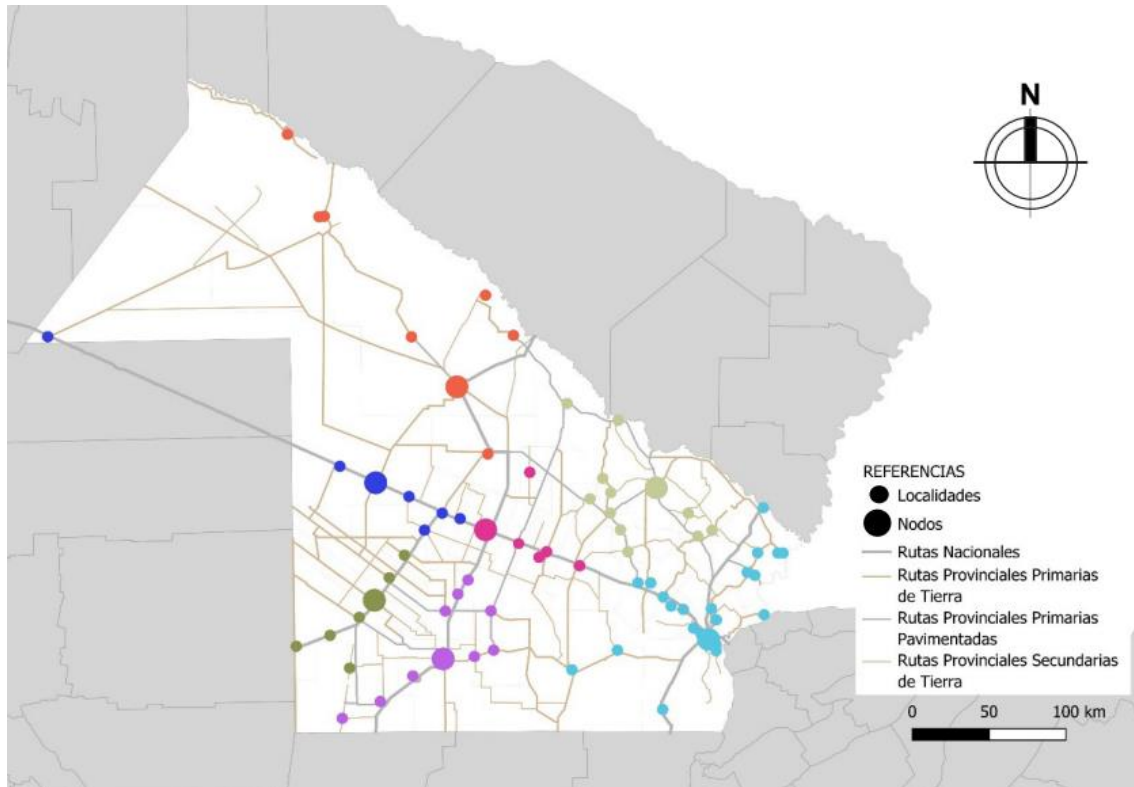 N
REFERENCIAS
Localidades
Nodos
Rutas Nacionales
Rutas Provinciales Primarias
de Tierra
Rutas Provinciales Primarias
Pavimentadas
Rutas Provinciales Secundarias
de Tierra
0 50 100 km